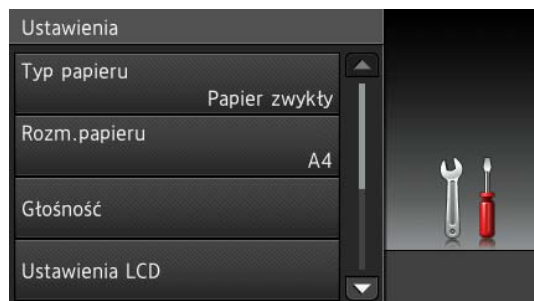 Ustawienia
Typ papieru
Papier zwykły
Rozm.papieru
A4
Głośność
Ustawienia LCD